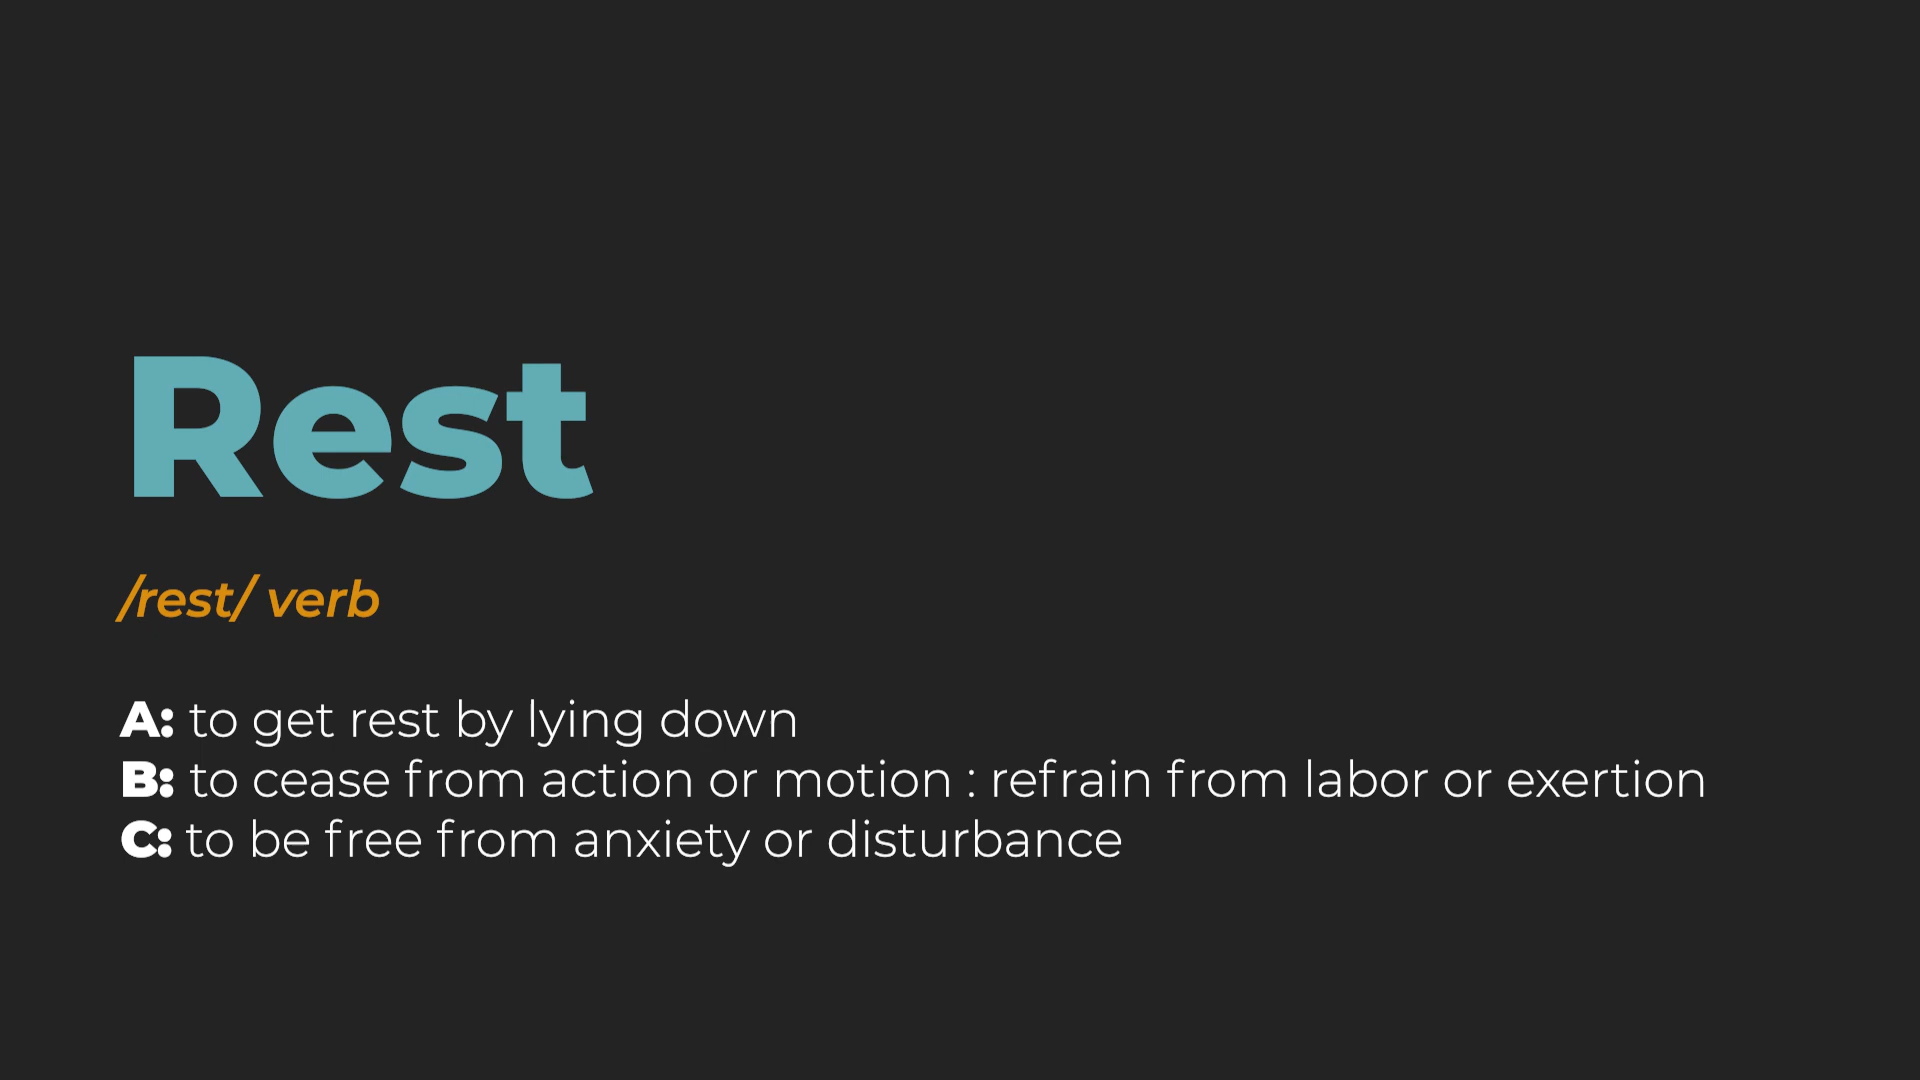 Rest
/rest/ verb
A: to get rest by lying down
B: to cease from action or motion : refrain from labor or exertion
C: to be free from anxiety or disturbance